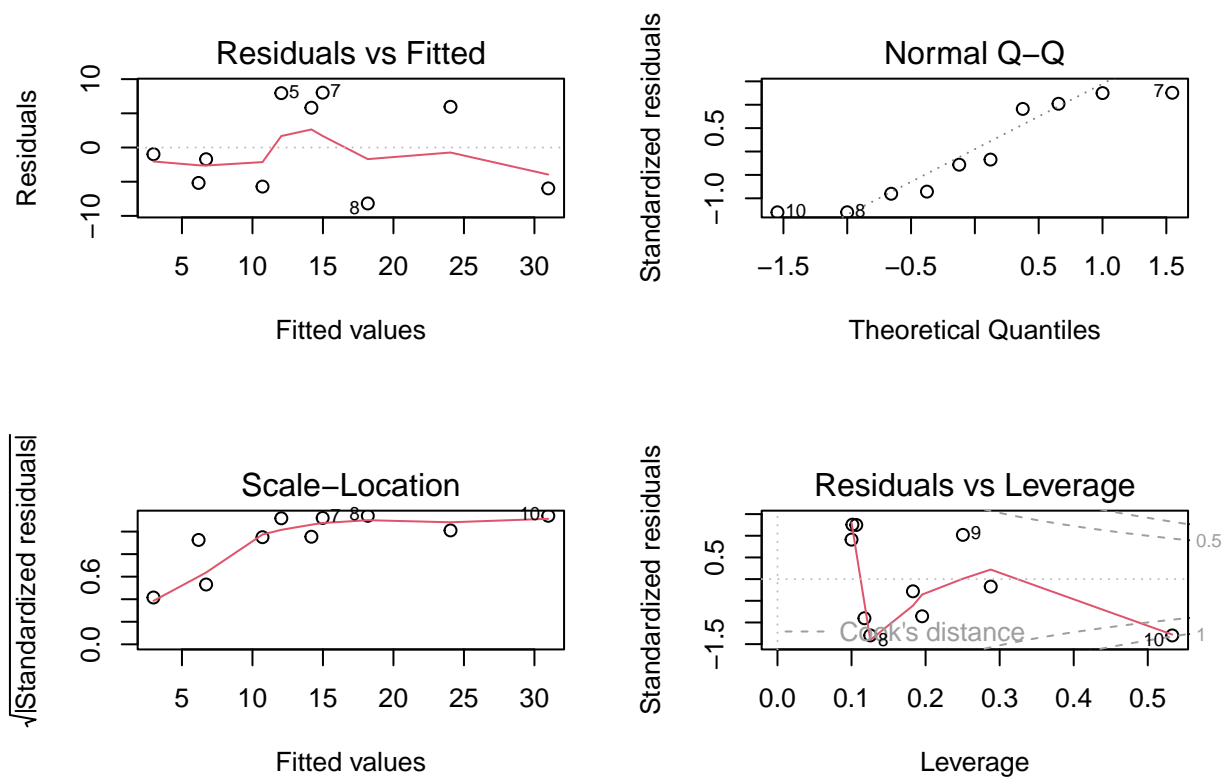 Residuals vs Fitted
Residuals
10
0
−10
5
7
8
5 10 15 20 25 30
Fitted values
Normal Q−Q
Standardized residuals
0.5
−1.0
7
10
8
−1.5 −0.5 0.5 1.0 1.5
Theoretical Quantiles
Scale−Location
√|Standardized residuals|
0.6
0.0
7
8
10
5 10 15 20 25 30
Fitted values
Residuals vs Leverage
Standardized residuals
0.5
−1.5
9
8
10
Cook's distance
0.5
1
0.0 0.1 0.2 0.3 0.4 0.5
Leverage